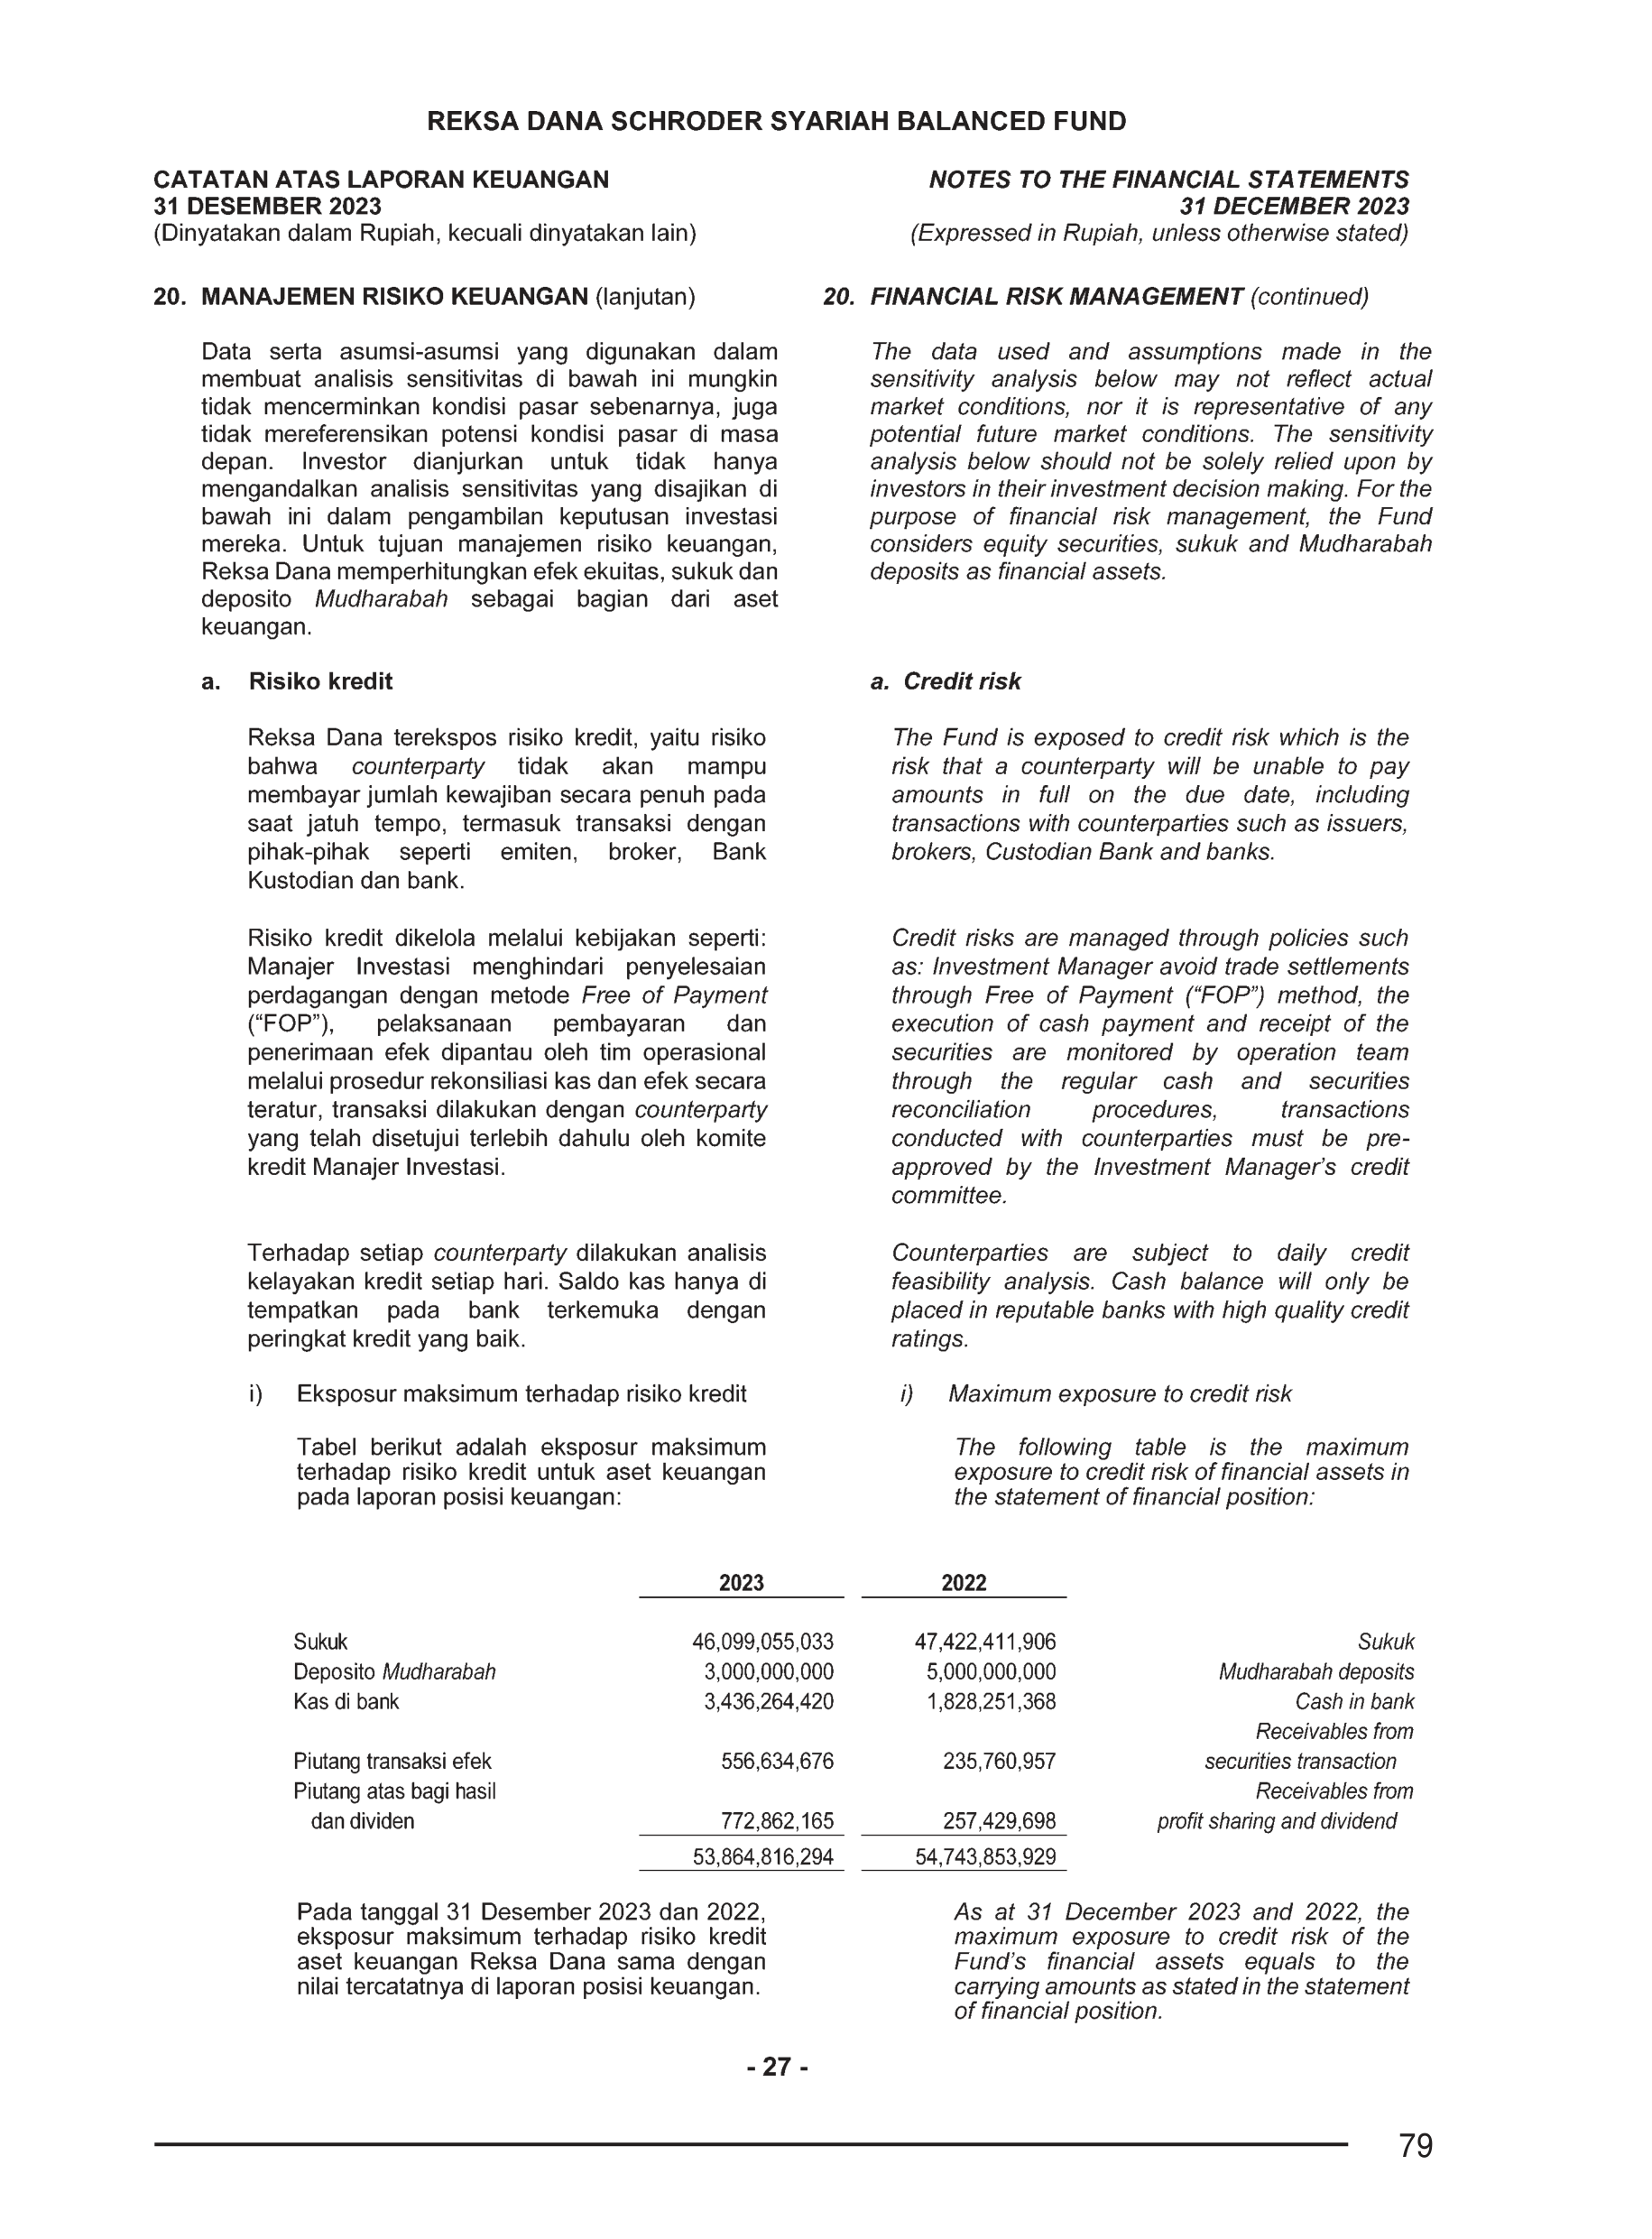 REKSA DANA SCHRODER SYARIAH BALANCED FUND
CATATAN ATAS LAPORAN KEUANGAN
31 DESEMBER 2023
(Dinyatakan dalam Rupiah, kecuali dinyatakan lain)
NOTES TO THE FINANCIAL STATEMENTS
31 DECEMBER 2023
(Expressed in Rupiah, unless otherwise stated)
20. MANAJEMEN RISIKO KEUANGAN (lanjutan)
Data serta asumsi-asumsi yang digunakan dalam
membuat analisis sensitivitas di bawah ini mungkin
tidak mencerminkan kondisi pasar sebenarnya, juga
tidak mereferensikan potensi kondisi pasar di masa
depan. Investor dianjurkan untuk tidak hanya
mengandalkan analisis sensitivitas yang disajikan di
bawah ini dalam pengambilan keputusan investasi
mereka. Untuk tujuan manajemen risiko keuangan,
Reksa Dana memperhitungkan efek ekuitas, sukuk dan
deposito Mudharabah sebagai bagian dari aset
keuangan.
20. FINANCIAL RISK MANAGEMENT (continued)
The data used and assumptions made in the
sensitivity analysis below may not reflect actual
market conditions, nor it is representative of any
potential future market conditions. The sensitivity
analysis below should not be solely relied upon by
investors in their investment decision making. For the
purpose of financial risk management, the Fund
considers equity securities, sukuk and Mudharabah
deposits as financial assets.
a. Risiko kredit
Reksa Dana terekspos risiko kredit, yaitu risiko
bahwa counterparty tidak akan mampu
membayar jumlah kewajiban secara penuh pada
saat jatuh tempo, termasuk transaksi dengan
pihak-pihak seperti emiten, broker, Bank
Kustodian dan bank.
Risiko kredit dikelola melalui kebijakan seperti:
Manajer Investasi menghindari penyelesaian
perdagangan dengan metode Free of Payment
(“FOP”), pelaksanaan pembayaran dan
penerimaan efek dipantau oleh tim operasional
melalui prosedur rekonsiliasi kas dan efek secara
teratur, transaksi dilakukan dengan counterparty
yang telah disetujui terlebih dahulu oleh komite
kredit Manajer Investasi.
Terhadap setiap counterparty dilakukan analisis
kelayakan kredit setiap hari. Saldo kas hanya di
tempatkan pada bank terkemuka dengan
peringkat kredit yang baik.
i) Eksposur maksimum terhadap risiko kredit
Tabel berikut adalah eksposur maksimum
terhadap risiko kredit untuk aset keuangan
pada laporan posisi keuangan:
a. Credit risk
The Fund is exposed to credit risk which is the
risk that a counterparty will be unable to pay
amounts in full on the due date, including
transactions with counterparties such as issuers,
brokers, Custodian Bank and banks.
Credit risks are managed through policies such
as: Investment Manager avoid trade settlements
through Free of Payment (“FOP”) method, the
execution of cash payment and receipt of the
securities are monitored by operation team
through the regular cash and securities
reconciliation procedures, transactions
conducted with counterparties must be pre-
approved by the Investment Manager’s credit
committee.
Counterparties are subject to daily credit
feasibility analysis. Cash balance will only be
placed in reputable banks with high quality credit
ratings.
i) Maximum exposure to credit risk
The following table is the maximum
exposure to credit risk of financial assets in
the statement of financial position:
2023 2022
Sukuk 46,099,055,033 47,422,411,906 Sukuk
Deposito Mudharabah 3,000,000,000 5,000,000,000 Mudharabah deposits
Kas di bank 3,436,264,420 1,828,251,368 Cash in bank
Receivables from
Piutang transaksi efek 556,634,676 235,760,957 securities transaction
Piutang atas bagi hasil Receivables from
dan dividen 772,862,165 257,429,698 profit sharing and dividend
53,864,816,294 54,743,853,929
Pada tanggal 31 Desember 2023 dan 2022,
eksposur maksimum terhadap risiko kredit
aset keuangan Reksa Dana sama dengan
nilai tercatatnya di laporan posisi keuangan.
As at 31 December 2023 and 2022, the
maximum exposure to credit risk of the
Fund’s financial assets equals to the
carrying amounts as stated in the statement
of financial position.
- 27 -
79